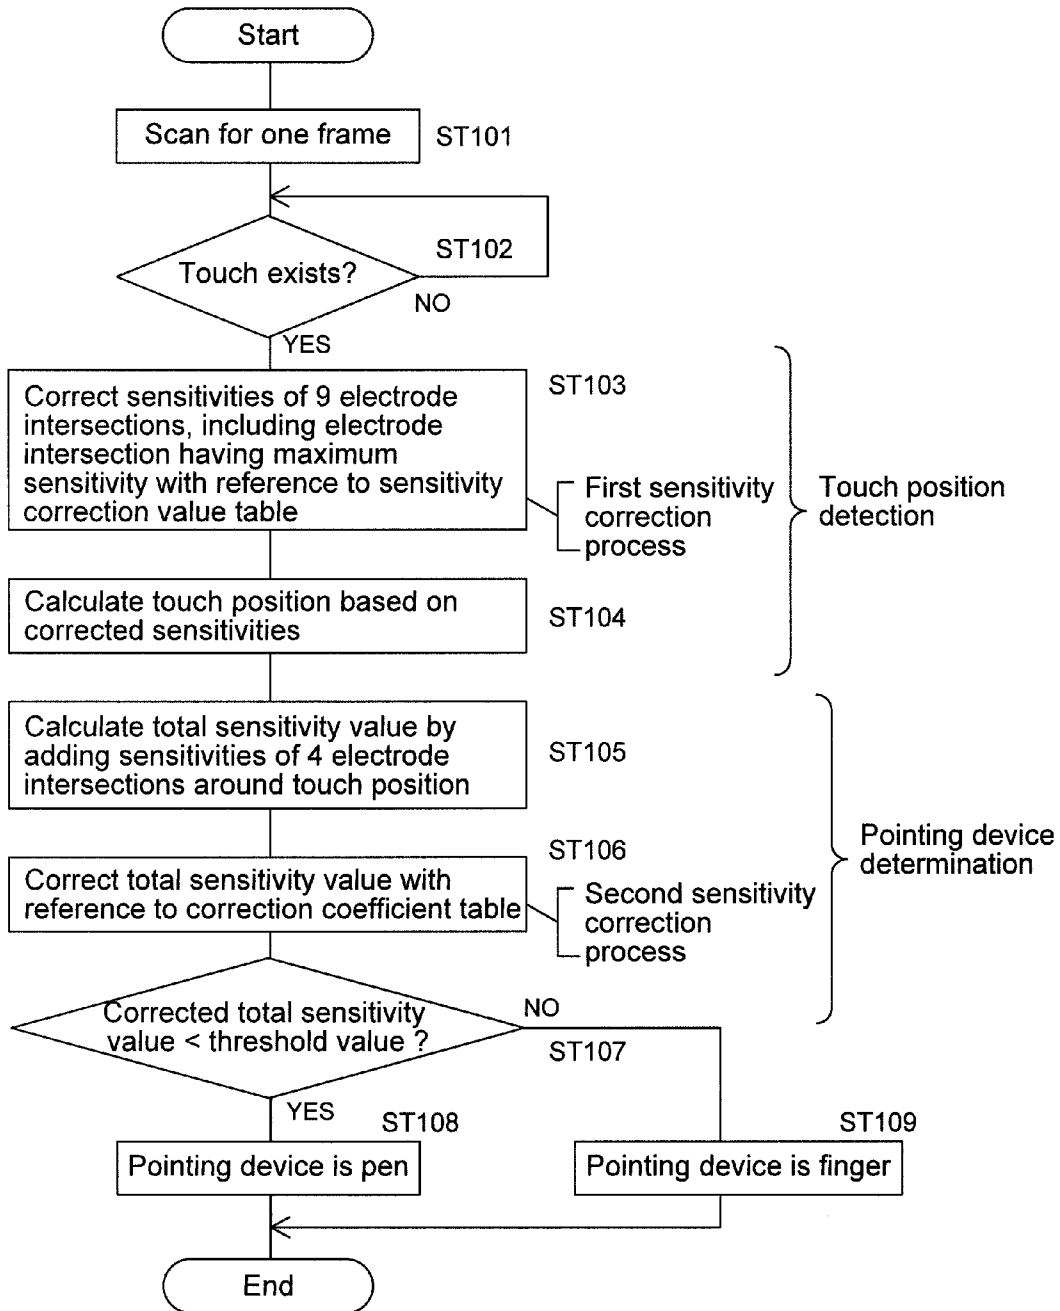 Start
Scan for one frame
ST101
ST102
Touch exists?
NO
YES
Correct sensitivities of 9 electrode
intersections, including electrode
intersection having maximum
sensitivity with reference to sensitivity
correction value table
ST103
First sensitivity
correction
process
Touch position
detection
Calculate touch position based on
corrected sensitivities
ST104
Calculate total sensitivity value by
adding sensitivities of 4 electrode
intersections around touch position
ST105
Pointing device
determination
ST106
Correct total sensitivity value with
reference to correction coefficient table
Second sensitivity
correction
process
Corrected total sensitivity
value < threshold value ?
NO
ST107
YES
ST108
ST109
Pointing device is pen
Pointing device is finger
End